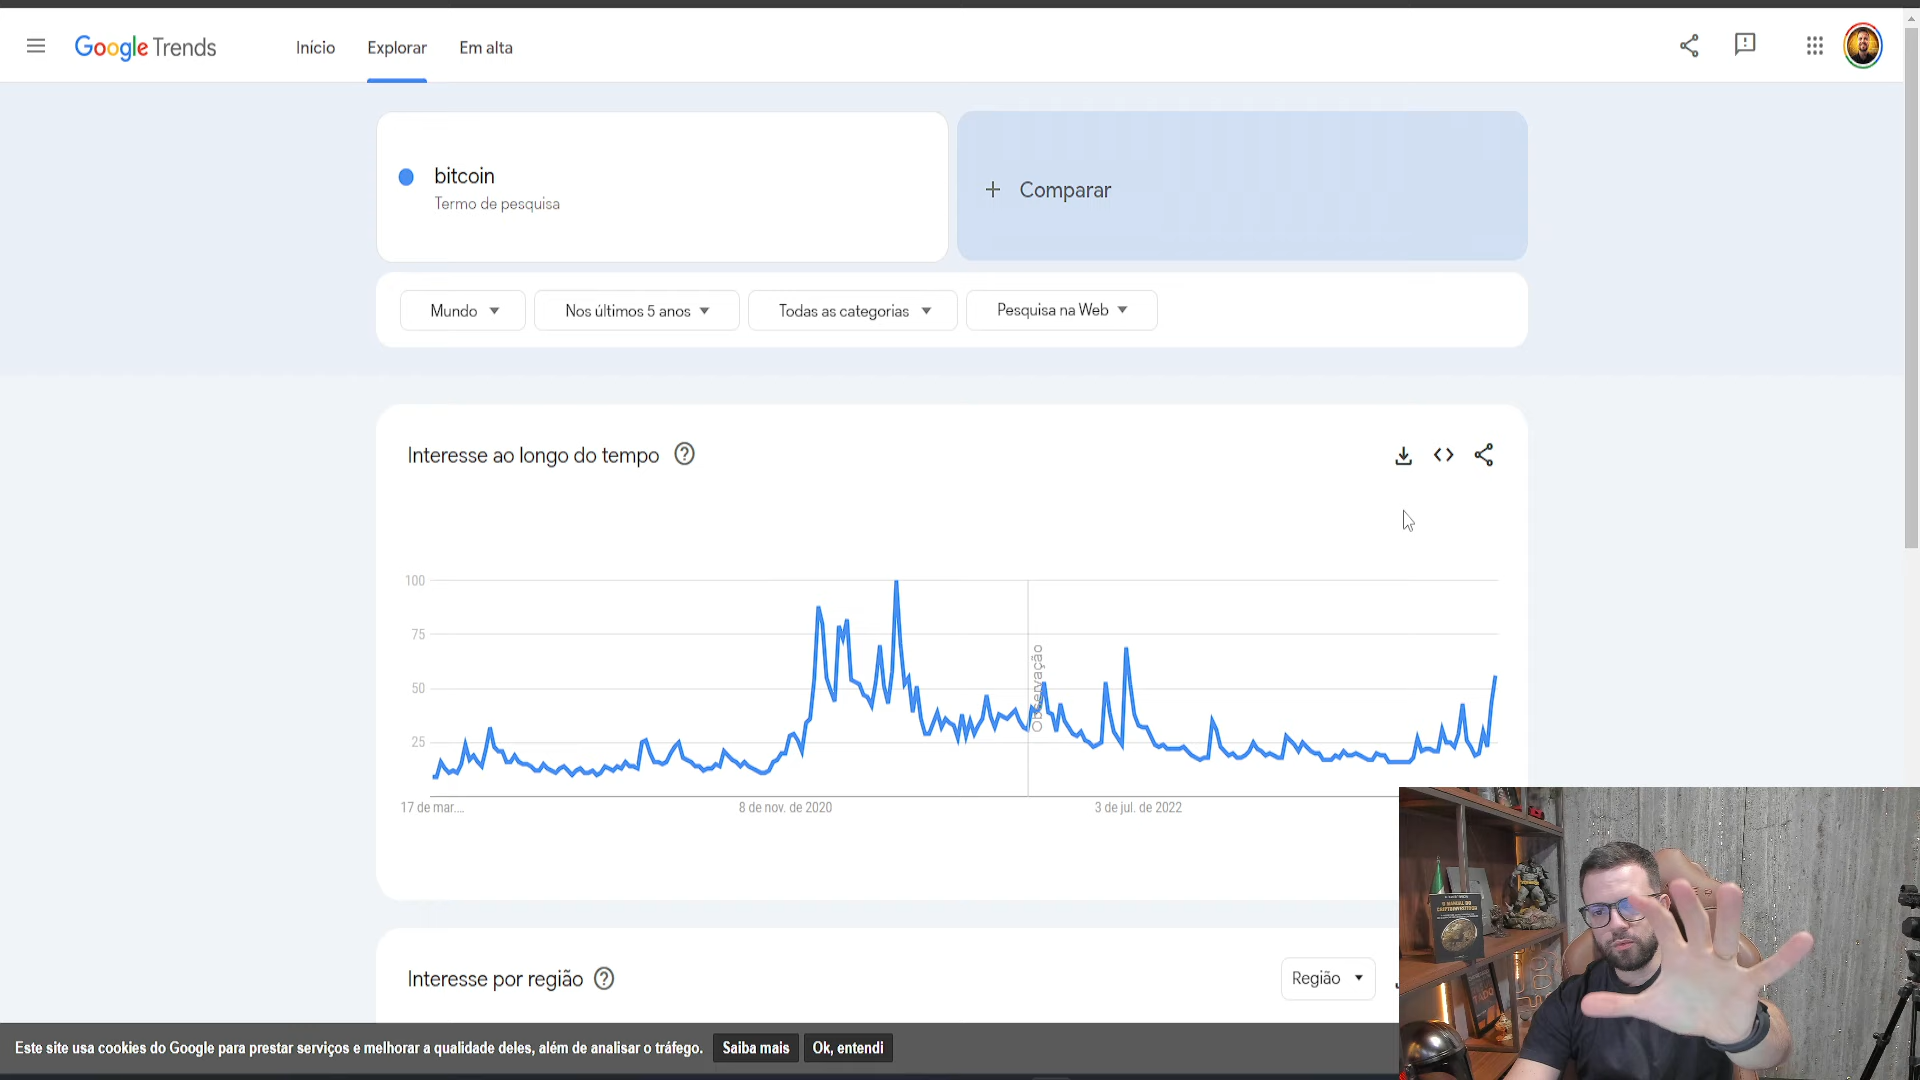 Google Trends
Início
Explorar
Em alta
bitcoin
Termo de pesquisa
+ Comparar
Mundo
Nos últimos 5 anos
Todas as categorias
Pesquisa na Web
Interesse ao longo do tempo
100
75
50
25
Observação
17 de mar....
8 de nov. de 2020
3 de jul. de 2022
Interesse por região
Região
Este site usa cookies do Google para prestar serviços e melhorar a qualidade deles, além de analisar o tráfego.
Saiba mais
Ok, entendi